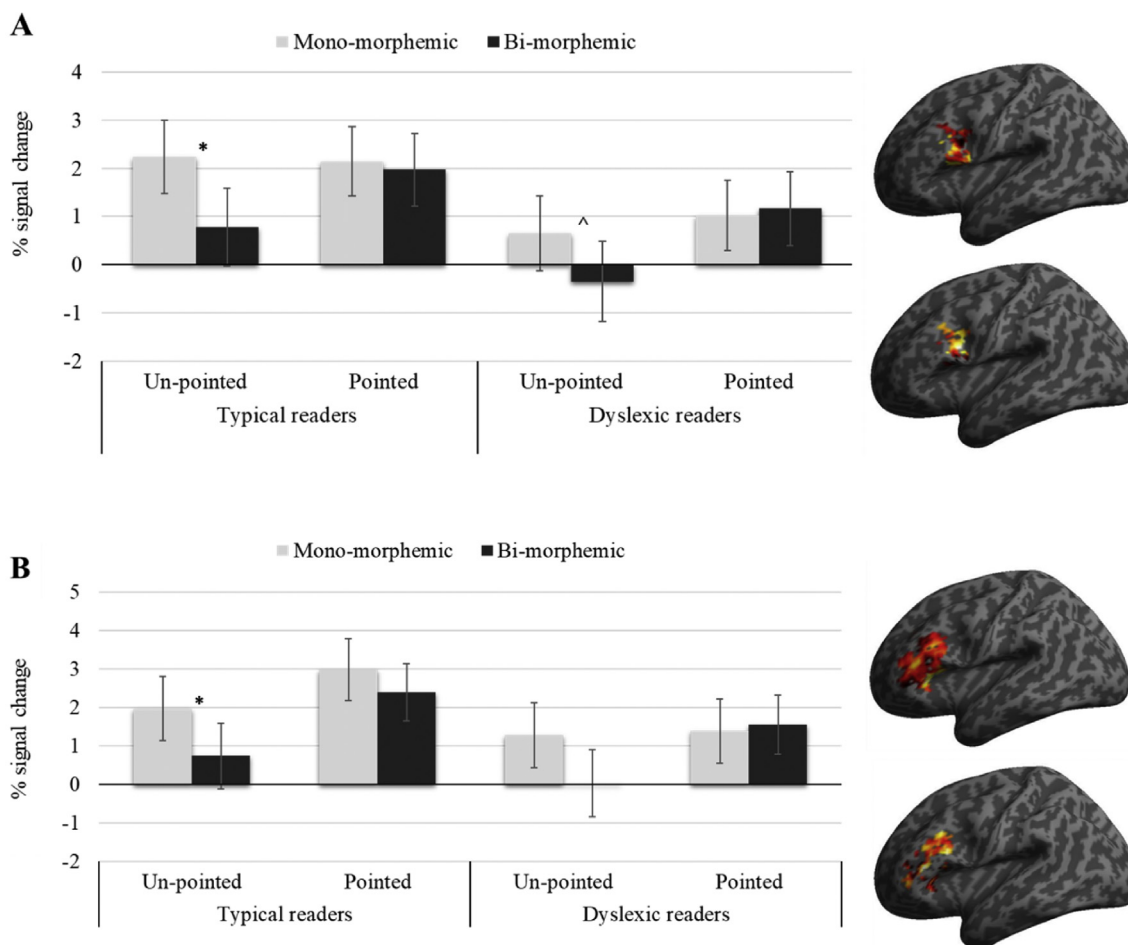 A
Mono-morphemic Bi-morphemic
% signal change
4
3
2
1
0
-1
-2
Un-pointed Pointed Un-pointed Pointed
Typical readers Dyslexic readers
*
^
B
Mono-morphemic Bi-morphemic
% signal change
5
4
3
2
1
0
-1
-2
Un-pointed Pointed Un-pointed Pointed
Typical readers Dyslexic readers
*